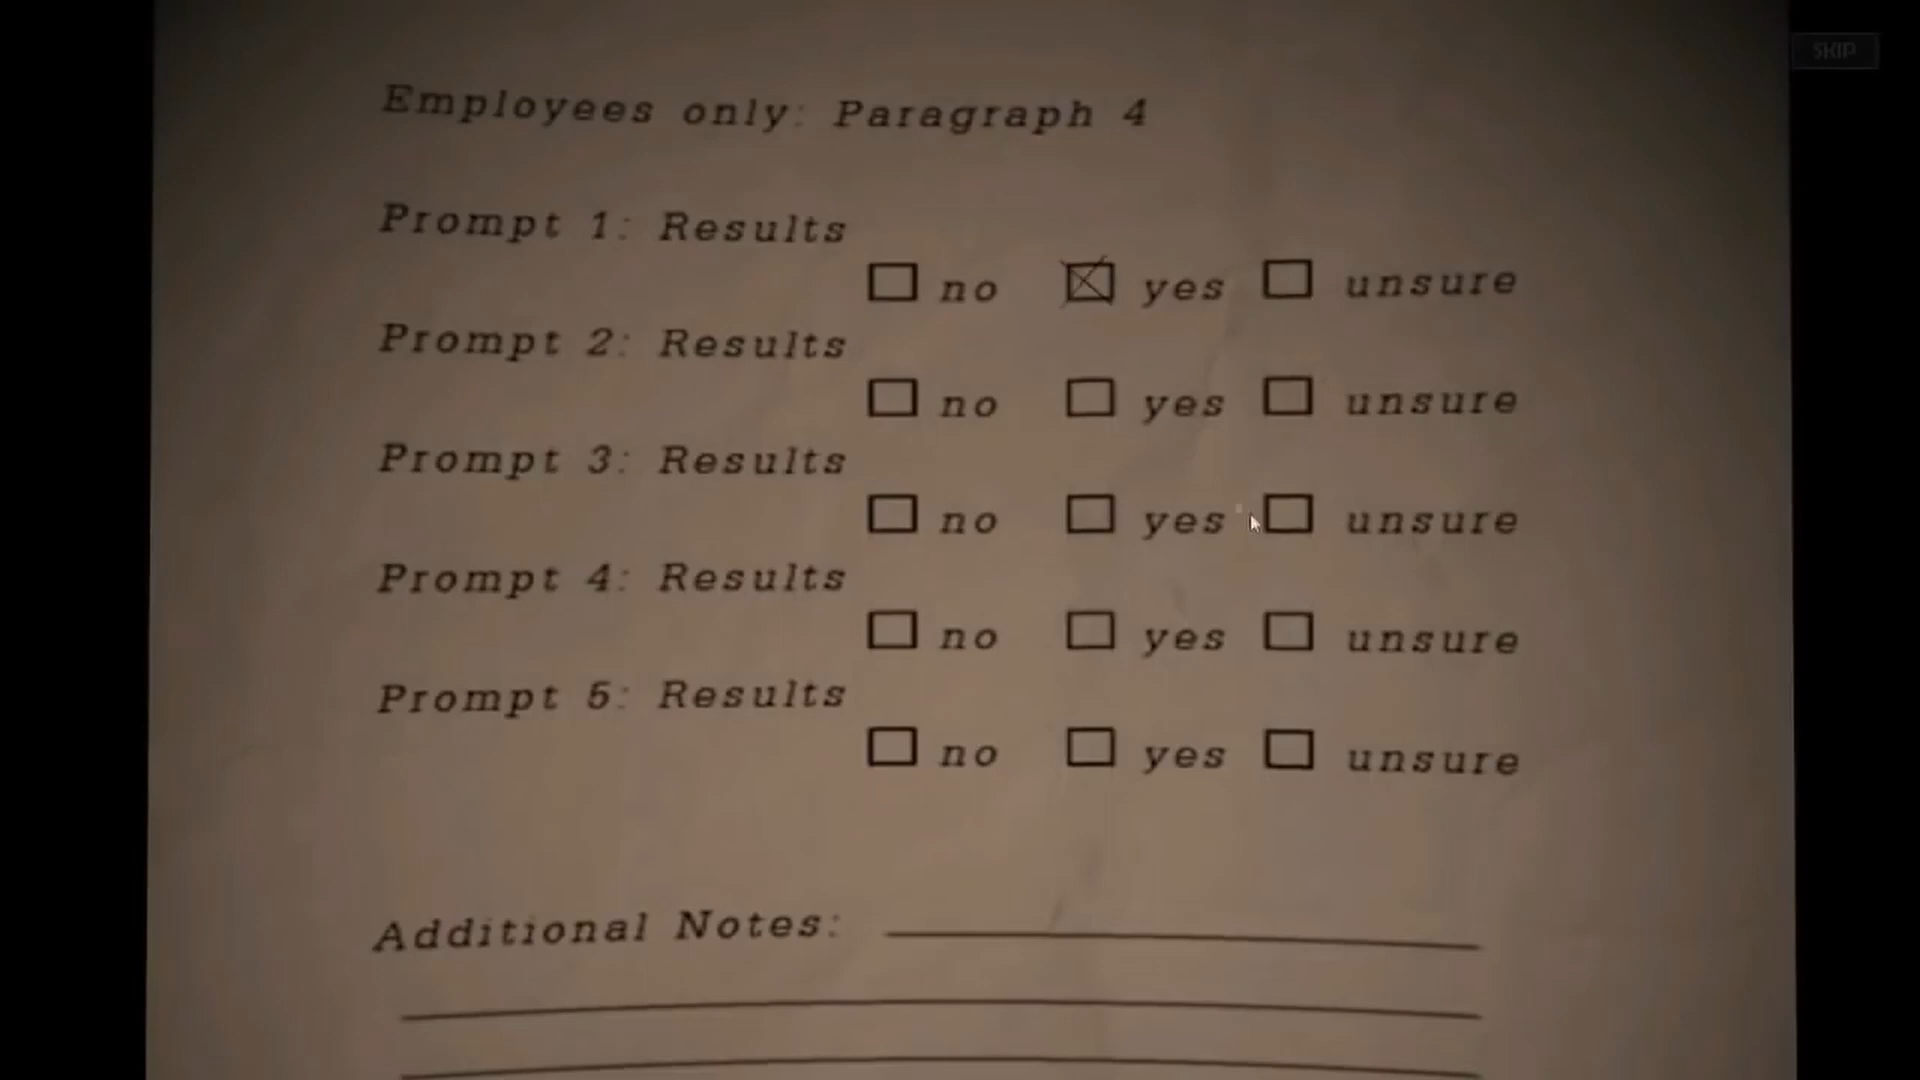 SKIP
Employees only: Paragraph 4
Prompt 1: Results
no yes unsure
Prompt 2: Results
no yes unsure
Prompt 3: Results
no yes unsure
Prompt 4: Results
no yes unsure
Prompt 5: Results
no yes unsure
Additional Notes: